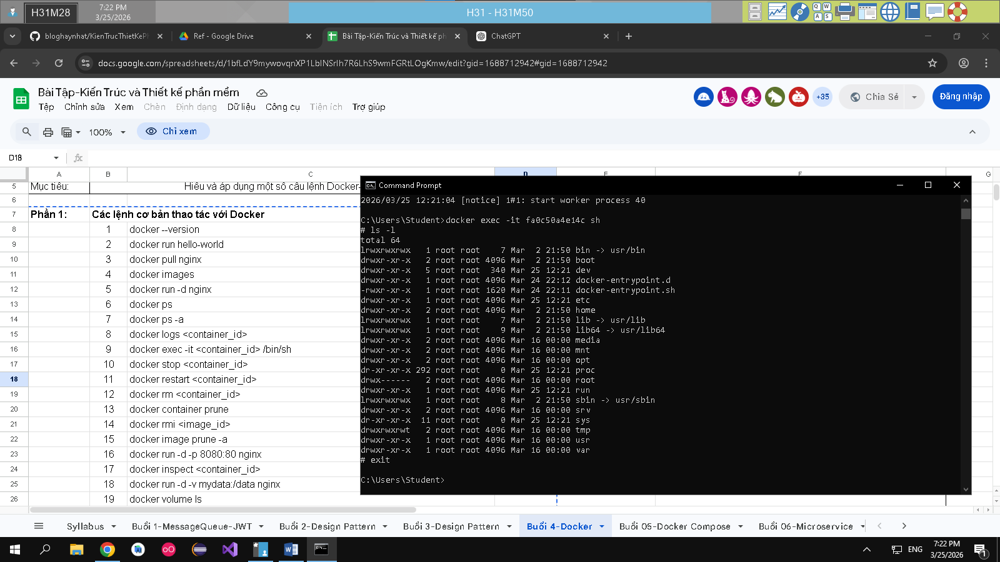 H31M28
7:22 PM
3/25/2026
H31 - H31M50
bloghaynhat/KienTrucThietKePh
Ref - Google Drive
Bài Tập-Kiến Trúc và Thiết kế ph
ChatGPT
docs.google.com/spreadsheets/d/1bfLdY9mywovqnXP1LbINSrIh7R6LhS9wmFGRtLOgKmw/edit?gid=1688712942#gid=1688712942
Bài Tập-Kiến Trúc và Thiết kế phần mềm
Tệp Chỉnh sửa Xem Chèn Định dạng Dữ liệu Công cụ Tiện ích Trợ giúp
+35
Chia Sẻ
Đăng nhập
100%
Chỉ xem
D18
fx
A B C D E F G
5 Mục tiêu: Hiểu và áp dụng một số câu lệnh Docker-
6
7 Phần 1: Các lệnh cơ bản thao tác với Docker
8 1 docker --version
9 2 docker run hello-world
10 3 docker pull nginx
11 4 docker images
12 5 docker run -d nginx
13 6 docker ps
14 7 docker ps -a
15 8 docker logs <container_id>
16 9 docker exec -it <container_id> /bin/sh
17 10 docker stop <container_id>
18 11 docker restart <container_id>
19 12 docker rm <container_id>
20 13 docker container prune
21 14 docker rmi <image_id>
22 15 docker image prune -a
23 16 docker run -d -p 8080:80 nginx
24 17 docker inspect <container_id>
25 18 docker run -d -v mydata:/data nginx
26 19 docker volume ls
Command Prompt
2026/03/25 12:21:04 [notice] 1#1: start worker process 40
C:\Users\Student>docker exec -it fa0c50a4e14c sh
# ls -l
total 64
lrwxrwxrwx   1 root root    7 Mar  2 21:50 bin -> usr/bin
drwxr-xr-x   2 root root 4096 Mar  2 21:50 boot
drwxr-xr-x   5 root root  340 Mar 25 12:21 dev
drwxr-xr-x   1 root root 4096 Mar 24 22:12 docker-entrypoint.d
-rwxr-xr-x   1 root root 1620 Mar 24 22:11 docker-entrypoint.sh
drwxr-xr-x   1 root root 4096 Mar 25 12:21 etc
drwxr-xr-x   2 root root 4096 Mar  2 21:50 home
lrwxrwxrwx   1 root root    7 Mar  2 21:50 lib -> usr/lib
lrwxrwxrwx   1 root root    9 Mar  2 21:50 lib64 -> usr/lib64
drwxr-xr-x   2 root root 4096 Mar 16 00:00 media
drwxr-xr-x   2 root root 4096 Mar 16 00:00 mnt
drwxr-xr-x   2 root root 4096 Mar 16 00:00 opt
dr-xr-xr-x 292 root root    0 Mar 25 12:21 proc
drwx------   2 root root 4096 Mar 16 00:00 root
drwxr-xr-x   1 root root 4096 Mar 25 12:21 run
lrwxrwxrwx   1 root root    8 Mar  2 21:50 sbin -> usr/sbin
drwxr-xr-x   2 root root 4096 Mar 16 00:00 srv
dr-xr-xr-x  11 root root    0 Mar 25 12:21 sys
drwxrwxrwt   2 root root 4096 Mar 16 00:00 tmp
drwxr-xr-x   1 root root 4096 Mar 16 00:00 usr
drwxr-xr-x   1 root root 4096 Mar 16 00:00 var
# exit
C:\Users\Student>
Syllabus Buổi 1-MessageQueue-JWT Buổi 2-Design Pattern Buổi 3-Design Pattern Buổi 4-Docker Buổi 05-Docker Compose Buổi 06-Microservice
ENG
7:22 PM
3/25/2026
1